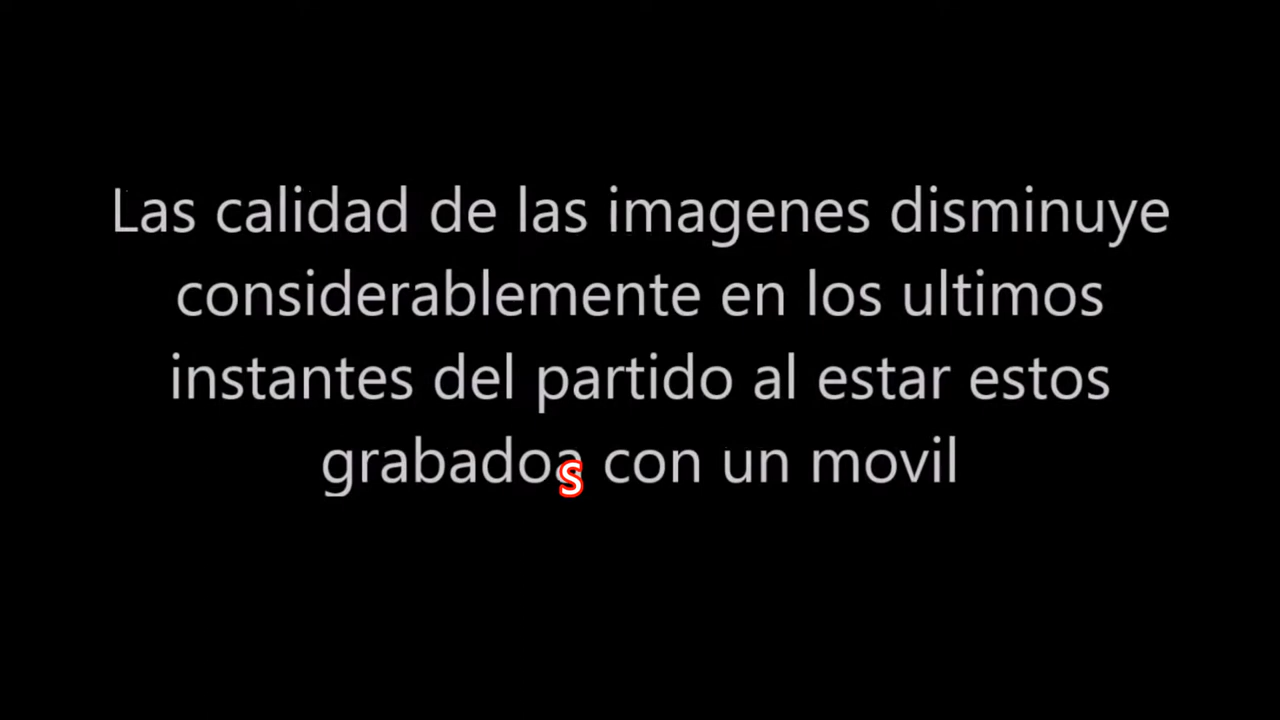 Las calidad de las imagenes disminuye
considerablemente en los ultimos
instantes del partido al estar estos
grabados con un movil